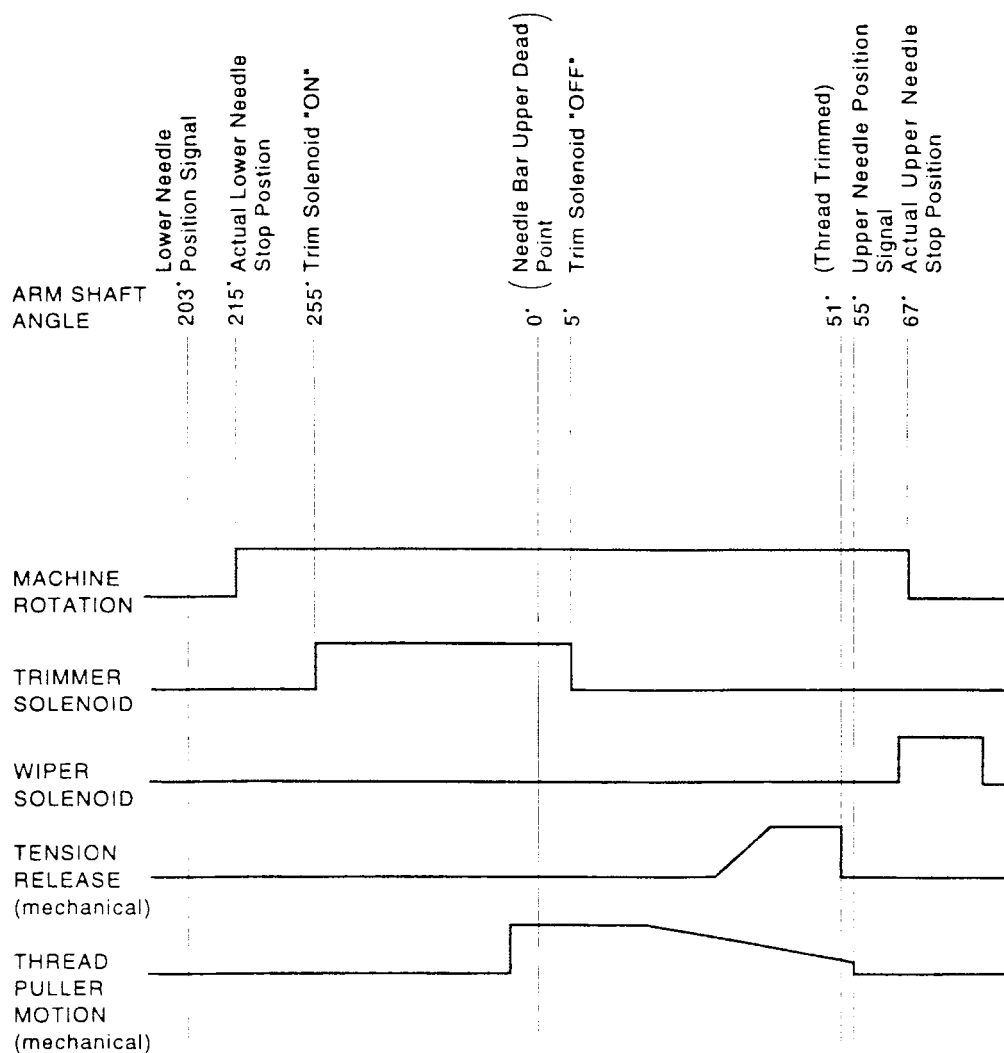 Lower Needle
Position Signal
203°
Actual Lower Needle
Stop Postion
215°
Trim Solenoid "ON"
255°
(Needle Bar Upper Dead
Point)
0°
Trim Solenoid "OFF"
5°
(Thread Trimmed)
51°
Upper Needle Position
Signal
55°
Actual Upper Needle
Stop Position
67°
ARM SHAFT
ANGLE
MACHINE
ROTATION
TRIMMER
SOLENOID
WIPER
SOLENOID
TENSION
RELEASE
(mechanical)
THREAD
PULLER
MOTION
(mechanical)